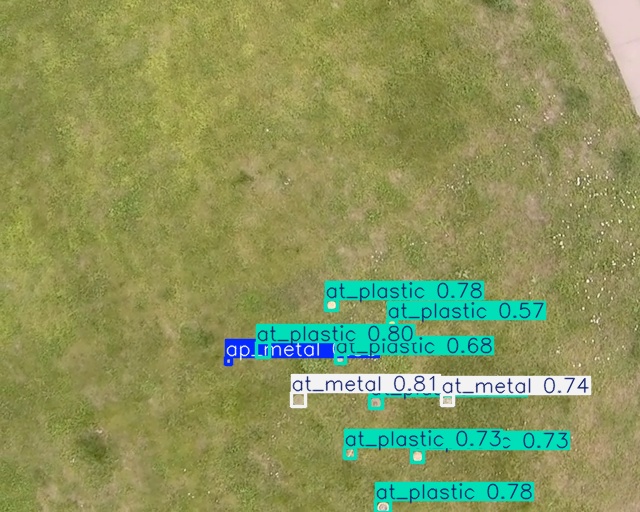 at_plastic 0.78
at_plastic 0.57
at_plastic 0.80
ap_metal
at_plastic 0.68
at_metal 0.81
at_metal 0.74
at_plastic 0.73
c 0.73
at_plastic 0.78